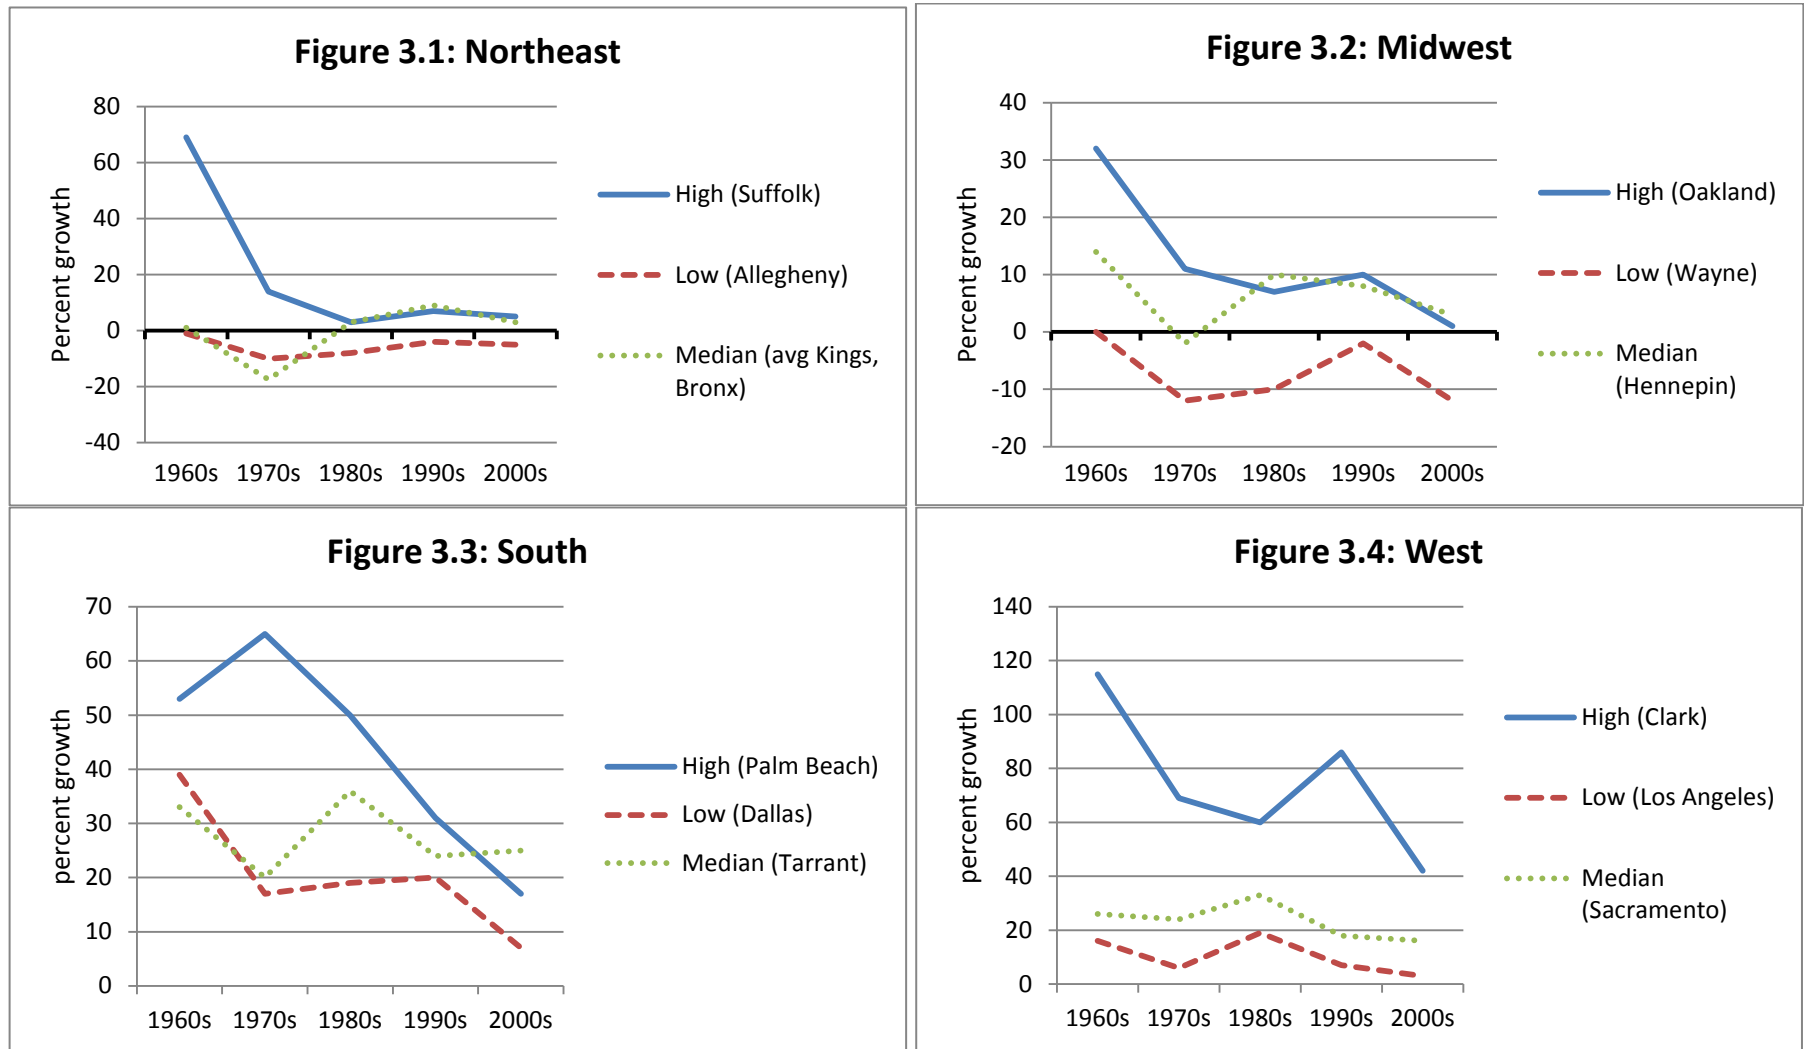 Figure 3.1: Northeast
80
60
40
20
0
-20
-40
Percent growth
1960s 1970s 1980s 1990s 2000s
High (Suffolk)
Low (Allegheny)
Median (avg Kings,
Bronx)
Figure 3.2: Midwest
40
30
20
10
0
-10
-20
Percent growth
1960s 1970s 1980s 1990s 2000s
High (Oakland)
Low (Wayne)
Median
(Hennepin)
Figure 3.3: South
70
60
50
40
30
20
10
0
percent growth
1960s 1970s 1980s 1990s 2000s
High (Palm Beach)
Low (Dallas)
Median (Tarrant)
Figure 3.4: West
140
120
100
80
60
40
20
0
percent growth
1960s 1970s 1980s 1990s 2000s
High (Clark)
Low (Los Angeles)
Median
(Sacramento)